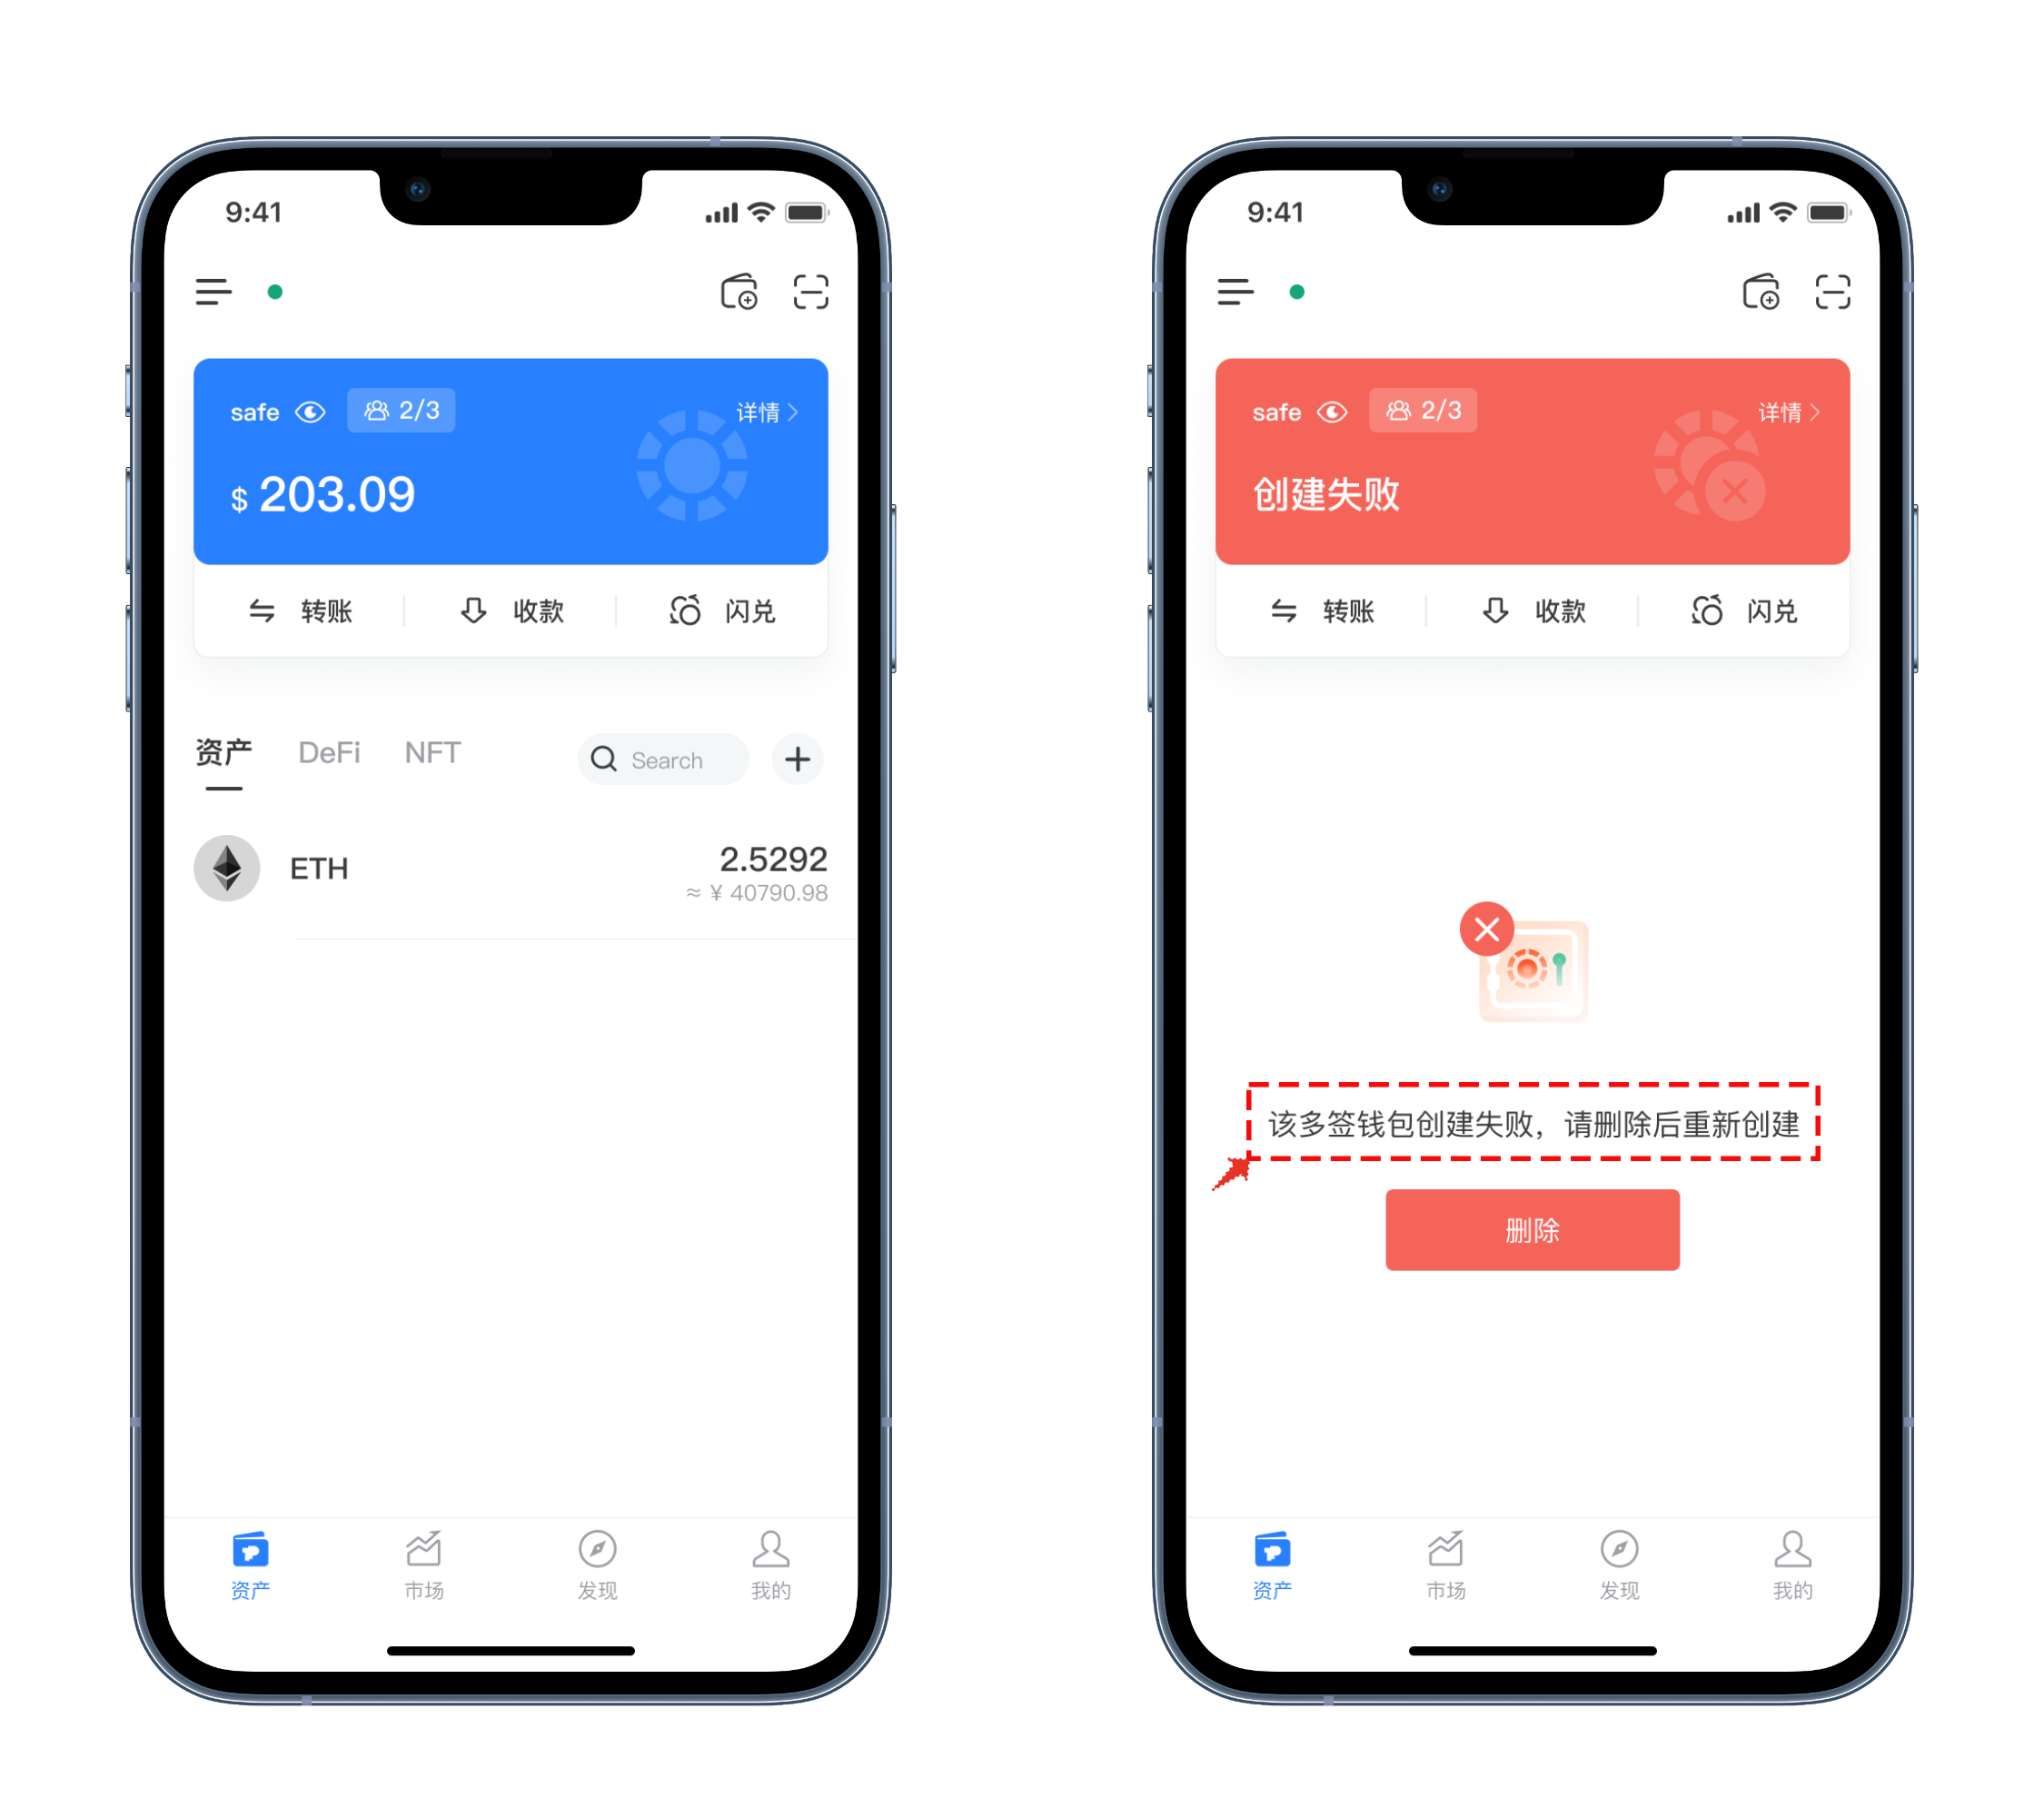 9:41
safe 2/3 详情
$ 203.09
转账 收款 闪兑
资产 DeFi NFT Search
ETH 2.5292
≈ ¥ 40790.98
资产 市场 发现 我的
9:41
safe 2/3 详情
创建失败
转账 收款 闪兑
该多签钱包创建失败，请删除后重新创建
删除
资产 市场 发现 我的